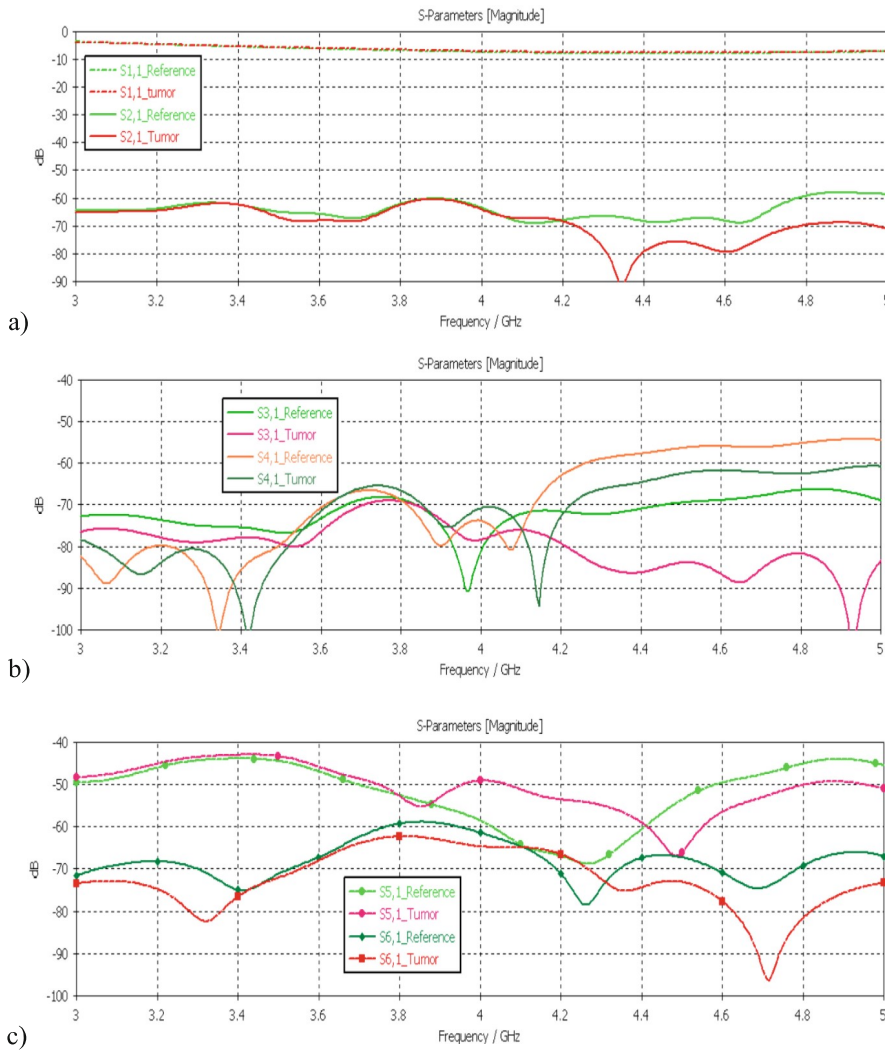 S-Parameters [Magnitude]
0
-10
-20
-30
-40
-50
-60
-70
-80
-90
dB
S1,1_Reference
S1,1_tumor
S2,1_Reference
S2,1_Tumor
3 3.2 3.4 3.6 3.8 4 4.2 4.4 4.6 4.8 5
Frequency / GHz
a)
S-Parameters [Magnitude]
-40
-50
-60
-70
-80
-90
-100
dB
S3,1_Reference
S3,1_Tumor
S4,1_Reference
S4,1_Tumor
3 3.2 3.4 3.6 3.8 4 4.2 4.4 4.6 4.8 5
Frequency / GHz
b)
S-Parameters [Magnitude]
-40
-50
-60
-70
-80
-90
-100
dB
S5,1_Reference
S5,1_Tumor
S6,1_Reference
S6,1_Tumor
3 3.2 3.4 3.6 3.8 4 4.2 4.4 4.6 4.8 5
Frequency / GHz
c)